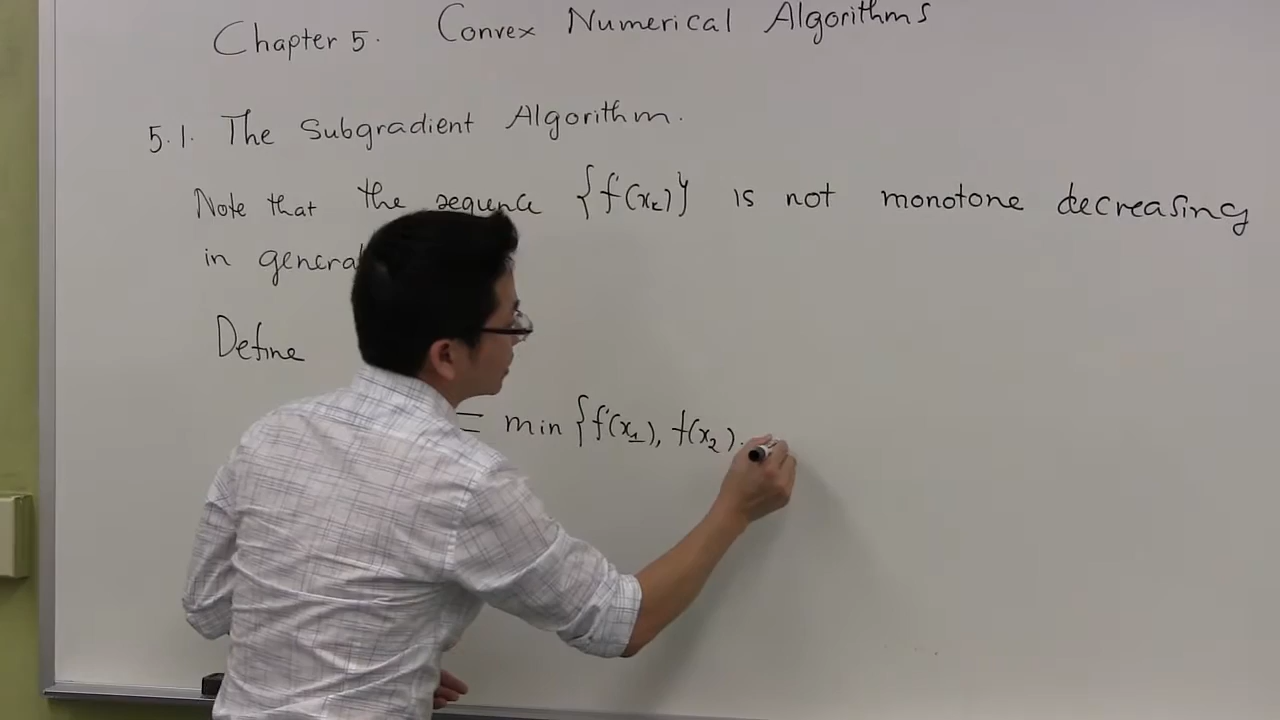 Chapter 5. Convex Numerical Algorithms
5.1. The Subgradient Algorithm.
Note that the sequence {f(xₖ)} is not monotone decreasing
in general
Define
= min {f(x₁), f(x₂).